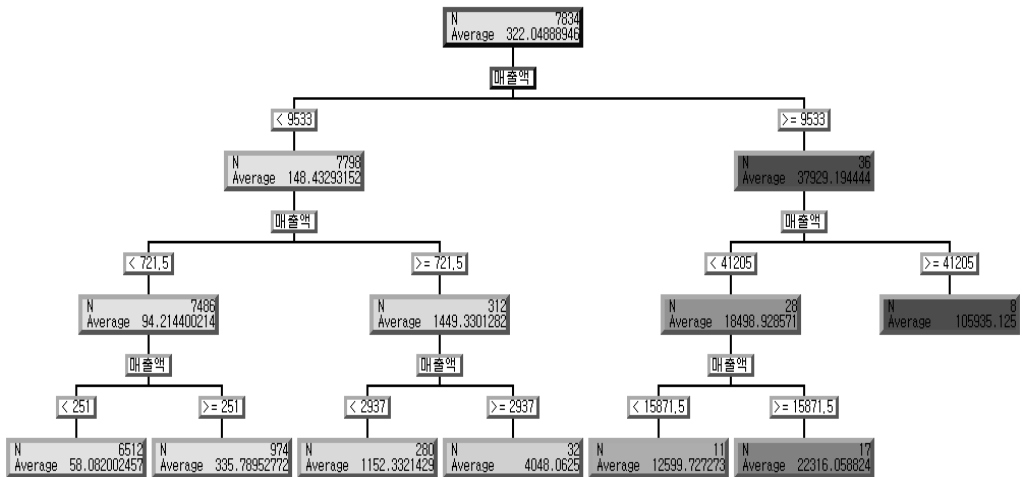 N 7834
Average 322.04888946
매출액
< 9533
>= 9533
N 7798
Average 148.43293152
N 36
Average 37929.194444
매출액
매출액
< 721,5
>= 721,5
< 41205
>= 41205
N 7486
Average 94.214400214
N 312
Average 1449.3301282
N 28
Average 18498.928571
N 8
Average 105935.125
매출액
매출액
매출액
< 251
>= 251
< 2937
>= 2937
< 15871,5
>= 15871,5
N 6512
Average 58.082002457
N 974
Average 335.78952772
N 280
Average 1152.3321429
N 32
Average 4048.0625
N 11
Average 12599.727273
N 17
Average 22316.058824